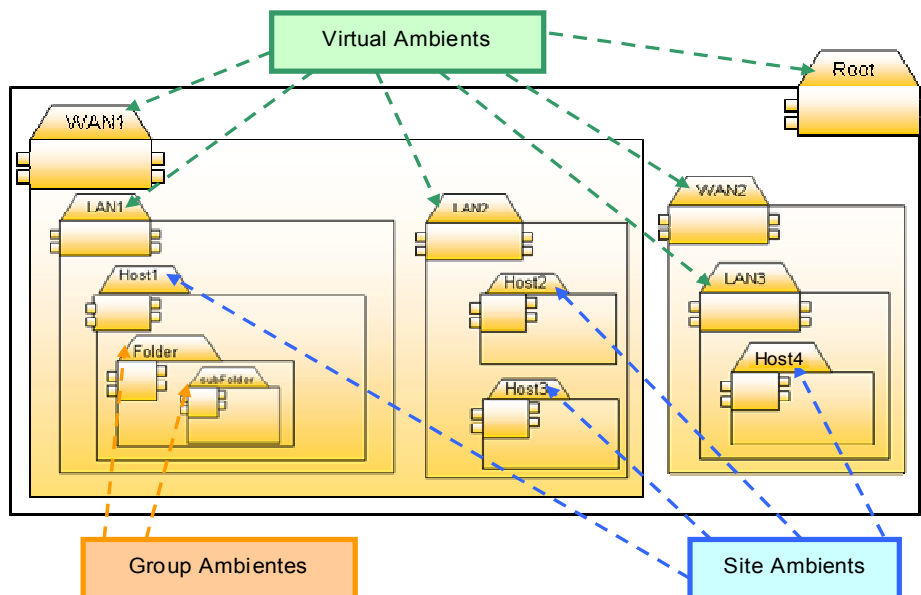 Virtual Ambients
Root
WAN1
WAN2
LAN1
LAN2
Host1
Host2
LAN3
Folder
subFolder
Host3
Host4
Group Ambientes
Site Ambients